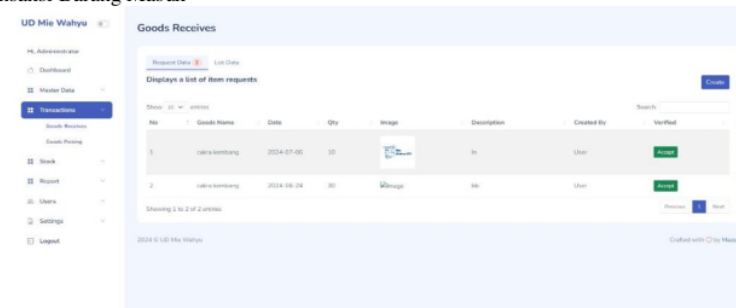 UD Mie Wahyu
Goods Receives
Hi, Administrator
Dashboard
Master Data
Transactions
Goods Receives
Goods Picking
Stock
Report
Users
Settings
Logout
Request Data 2 List Data
Displays a list of item requests
Create
Show 10 entries
Search:
No Goods Name Date Qty Image Description Created By Verified
1 cakra kembang 2024-07-06 10 In User Accept
2 cakra kembang 2024-06-24 30 Image bb User Accept
Showing 1 to 2 of 2 entries
Previous 1 Next
2024 © UD Mie Wahyu
Crafted with by